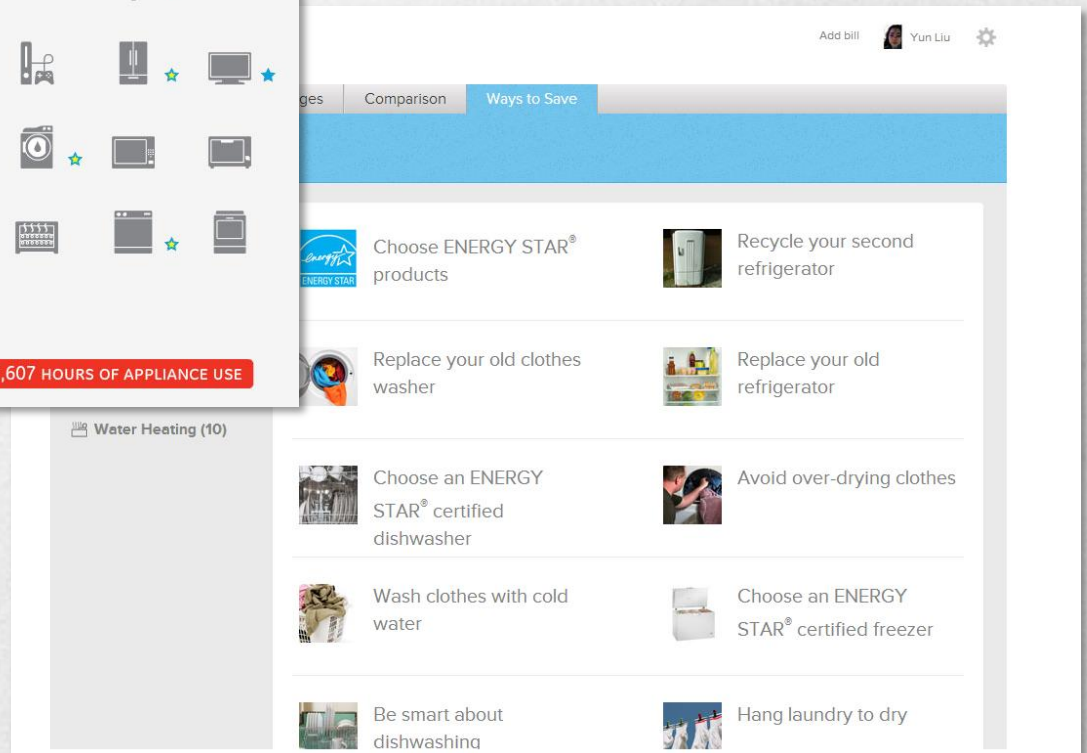 Add bill
Yun Liu
ges
Comparison
Ways to Save
,607 HOURS OF APPLIANCE USE
Water Heating (10)
energy
ENERGY STAR
Choose ENERGY STAR®
products
Recycle your second
refrigerator
Replace your old clothes
washer
Replace your old
refrigerator
Choose an ENERGY
STAR® certified
dishwasher
Avoid over-drying clothes
Wash clothes with cold
water
Choose an ENERGY
STAR® certified freezer
Be smart about
dishwashing
Hang laundry to dry